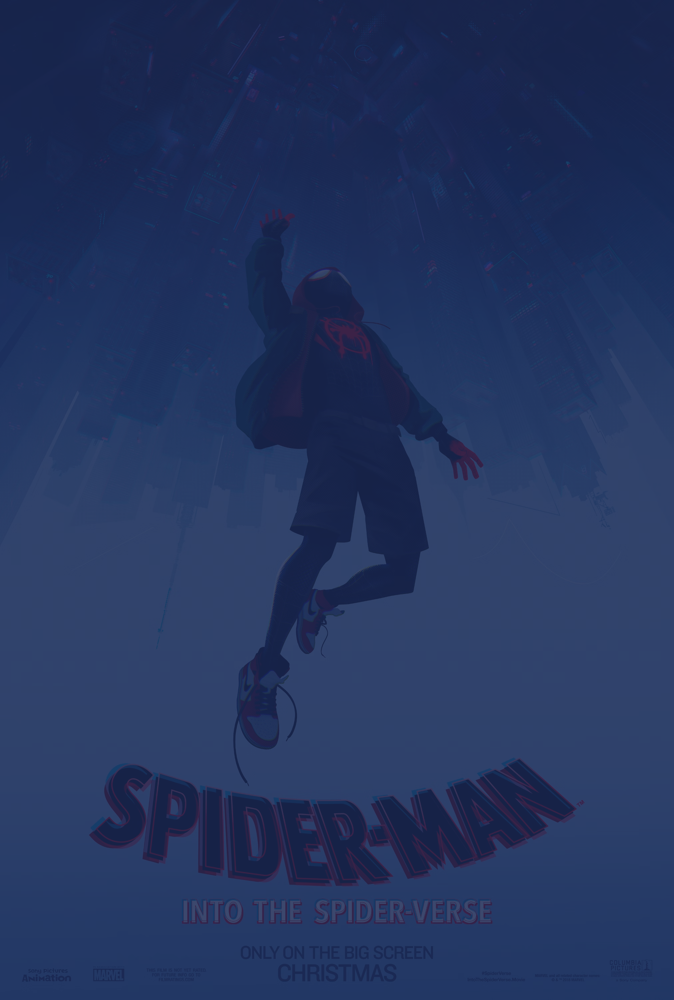 SPIDER-MAN™
INTO THE SPIDER-VERSE
ONLY ON THE BIG SCREEN
CHRISTMAS
Sony Pictures
Animation
MARVEL
THIS FILM IS NOT YET RATED.
FOR FUTURE INFO GO TO
FILMRATINGS.COM
#SpiderVerse
IntoTheSpiderVerse.Movie
MARVEL and all related character names:
© & ™ 2018 MARVEL
COLUMBIA
PICTURES
a Sony Company